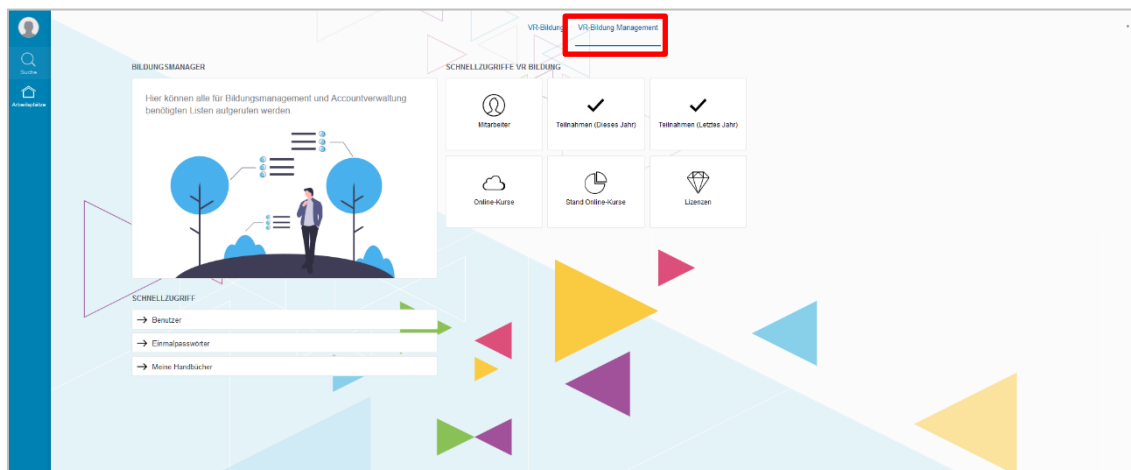 VR-Bildung
VR-Bildung Management
Suche
Arbeitsplätze
BILDUNGSMANAGER
Hier können alle für Bildungsmanagement und Accountverwaltung
benötigten Listen aufgerufen werden
SCHNELLZUGRIFF
Benutzer
Einmalpasswörter
Meine Handbücher
SCHNELLZUGRIFFE VR BILDUNG
Mitarbeiter
Teilnahmen (Dieses Jahr)
Teilnahmen (Letztes Jahr)
Online-Kurse
Stand Online-Kurse
Lizenzen